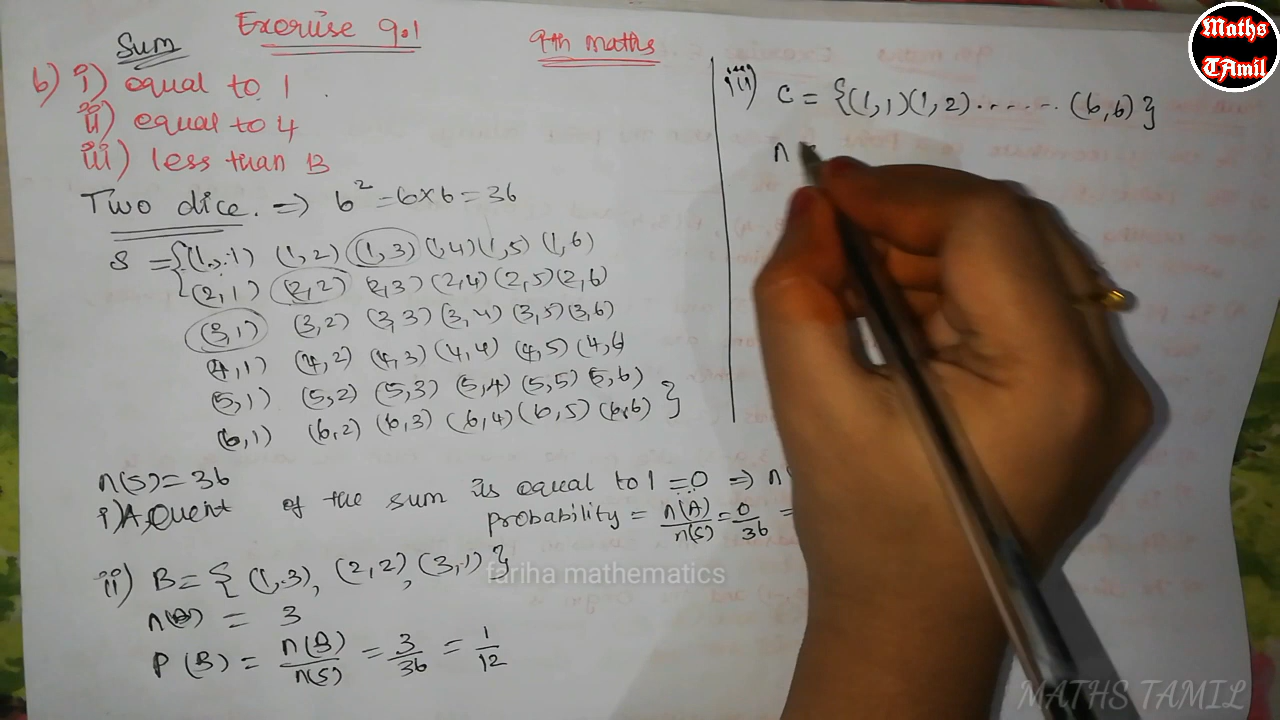 Exercise 9.1
9th maths
Sum
6) i) equal to 1
ii) equal to 4
iii) less than 13
Two dice. => 6² = 6×6 = 36
S = {(1,1) (1,2) (1,3) (1,4) (1,5) (1,6)
(2,1) (2,2) (2,3) (2,4) (2,5) (2,6)
(3,1) (3,2) (3,3) (3,4) (3,5) (3,6)
(4,1) (4,2) (4,3) (4,4) (4,5) (4,6
(5,1) (5,2) (5,3) (5,4) (5,5) (5,6)
(6,1) (6,2) (6,3) (6,4) (6,5) (6,6) }
n(S) = 36
i) A, event of the sum is equal to 1 = 0 => n(
probability = n(A)/n(S) = 0/36 =
ii) B = { (1,3), (2,2), (3,1) }
n(B) = 3
P(B) = n(B)/n(S) = 3/36 = 1/12
iii) C = {(1,1)(1,2)....... (6,6) }
n
Maths
TAmil
fariha mathematics
MATHS TAMIL